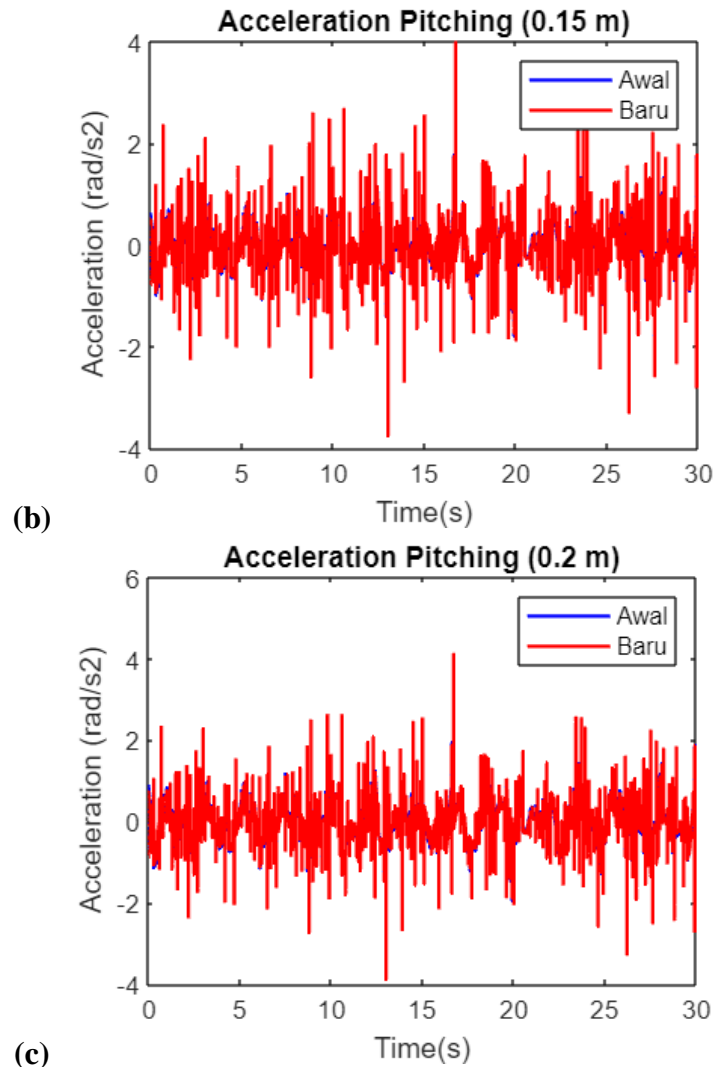 Acceleration Pitching (0.15 m)
4
2
0
-2
-4
Acceleration (rad/s2)
Awal
Baru
0 5 10 15 20 25 30
Time(s)
(b)
Acceleration Pitching (0.2 m)
6
4
2
0
-2
-4
Acceleration (rad/s2)
Awal
Baru
0 5 10 15 20 25 30
Time(s)
(c)